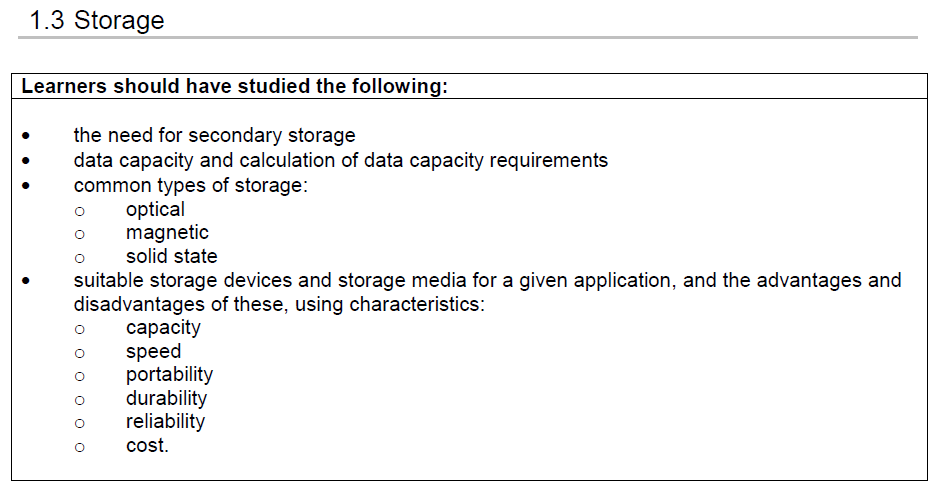 1.3 Storage
Learners should have studied the following:
• the need for secondary storage
• data capacity and calculation of data capacity requirements
• common types of storage:
o optical
o magnetic
o solid state
• suitable storage devices and storage media for a given application, and the advantages and
disadvantages of these, using characteristics:
o capacity
o speed
o portability
o durability
o reliability
o cost.